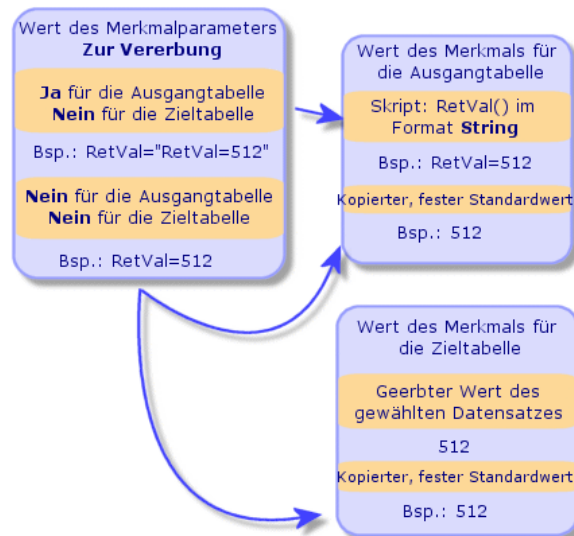 Wert des Merkmalparameters
Zur Vererbung
Ja für die Ausgangtabelle
Nein für die Zieltabelle
Bsp.: RetVal="RetVal=512"
Nein für die Ausgangtabelle
Nein für die Zieltabelle
Bsp.: RetVal=512
Wert des Merkmals für
die Ausgangtabelle
Skript: RetVal() im
Format String
Bsp.: RetVal=512
Kopierter, fester Standardwert
Bsp.: 512
Wert des Merkmals für
die Zieltabelle
Geerbter Wert des
gewählten Datensatzes
512
Kopierter, fester Standardwert
Bsp.: 512